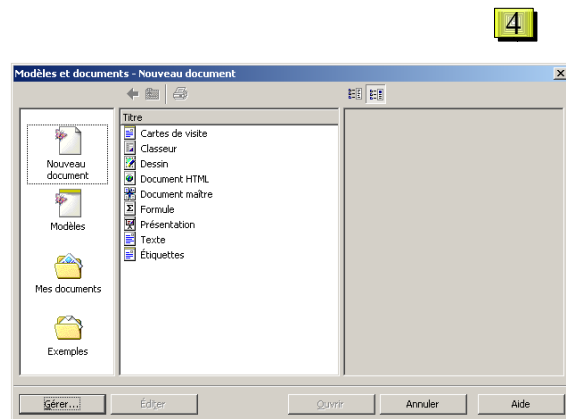 4
Modèles et documents - Nouveau document
Titre
Nouveau document
Modèles
Mes documents
Exemples
Cartes de visite
Classeur
Dessin
Document HTML
Document maître
Formule
Présentation
Texte
Étiquettes
Gérer...
Éditer
Ouvrir
Annuler
Aide